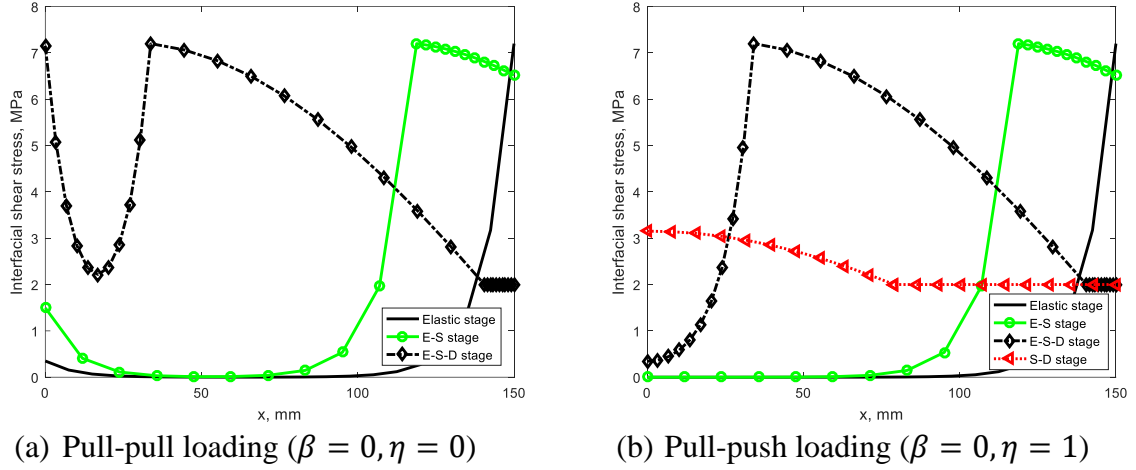 8
7
6
5
4
3
2
1
0
Interfacial shear stress, MPa
0
50
100
150
x, mm
Elastic stage
E-S stage
E-S-D stage
(a) Pull-pull loading (β = 0, η = 0)
8
7
6
5
4
3
2
1
0
Interfacial shear stress, MPa
0
50
100
150
x, mm
Elastic stage
E-S stage
E-S-D stage
S-D stage
(b) Pull-push loading (β = 0, η = 1)